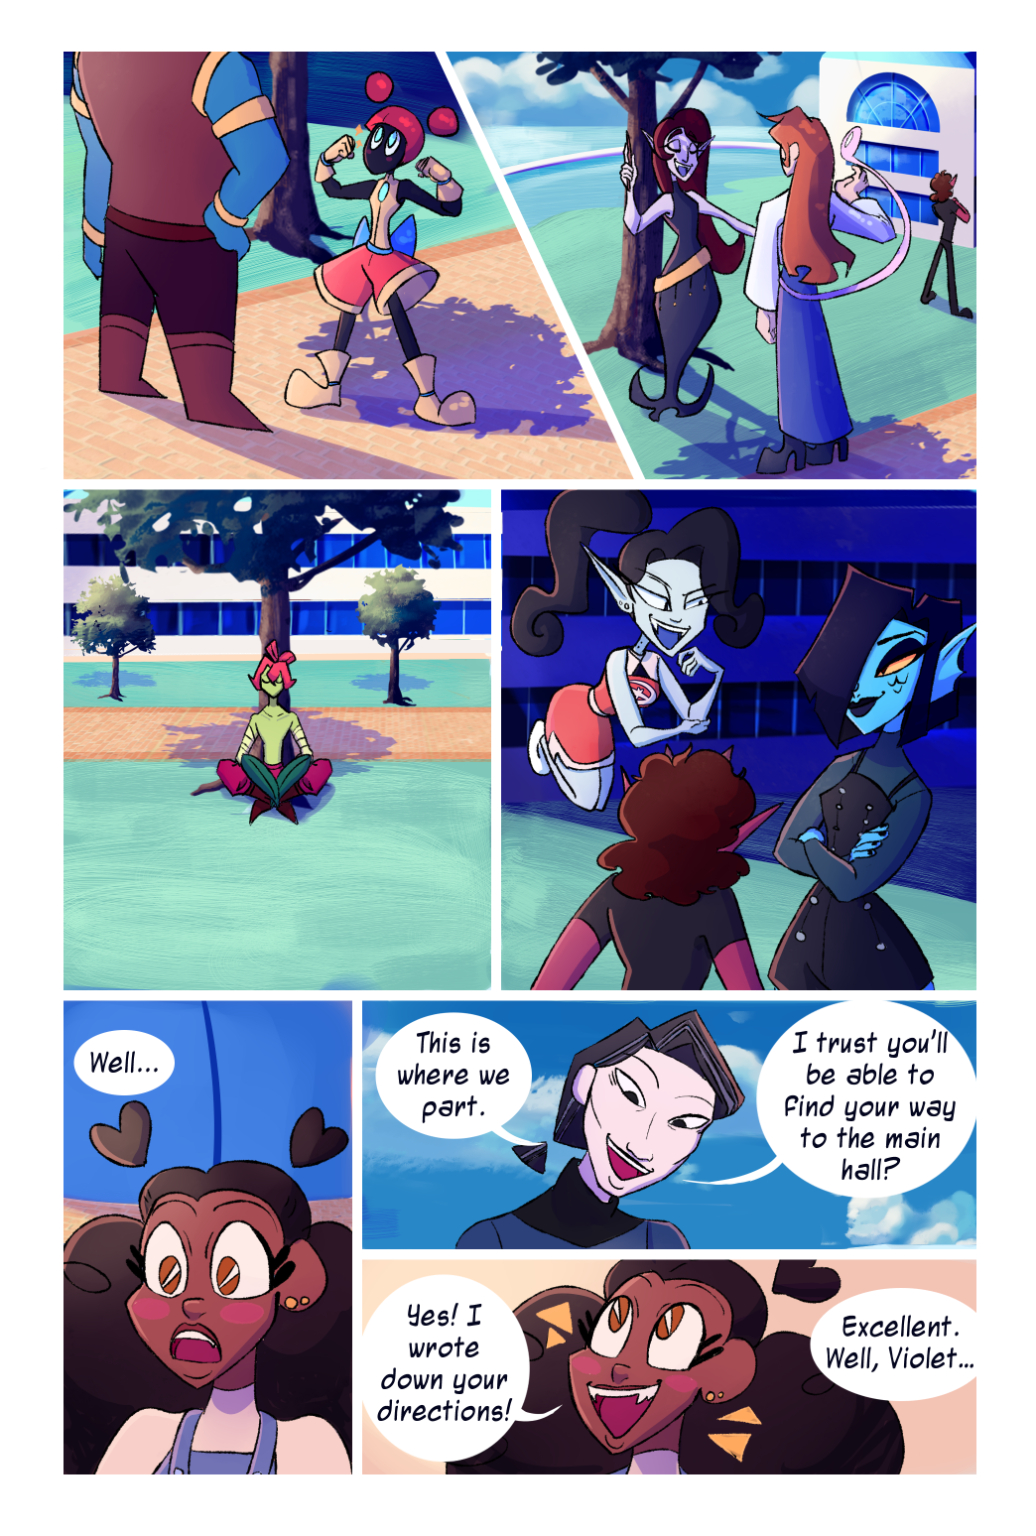 Well...
This is
where we
part.
I trust you'll
be able to
find your way
to the main
hall?
Yes! I
wrote
down your
directions!
Excellent.
Well, Violet...